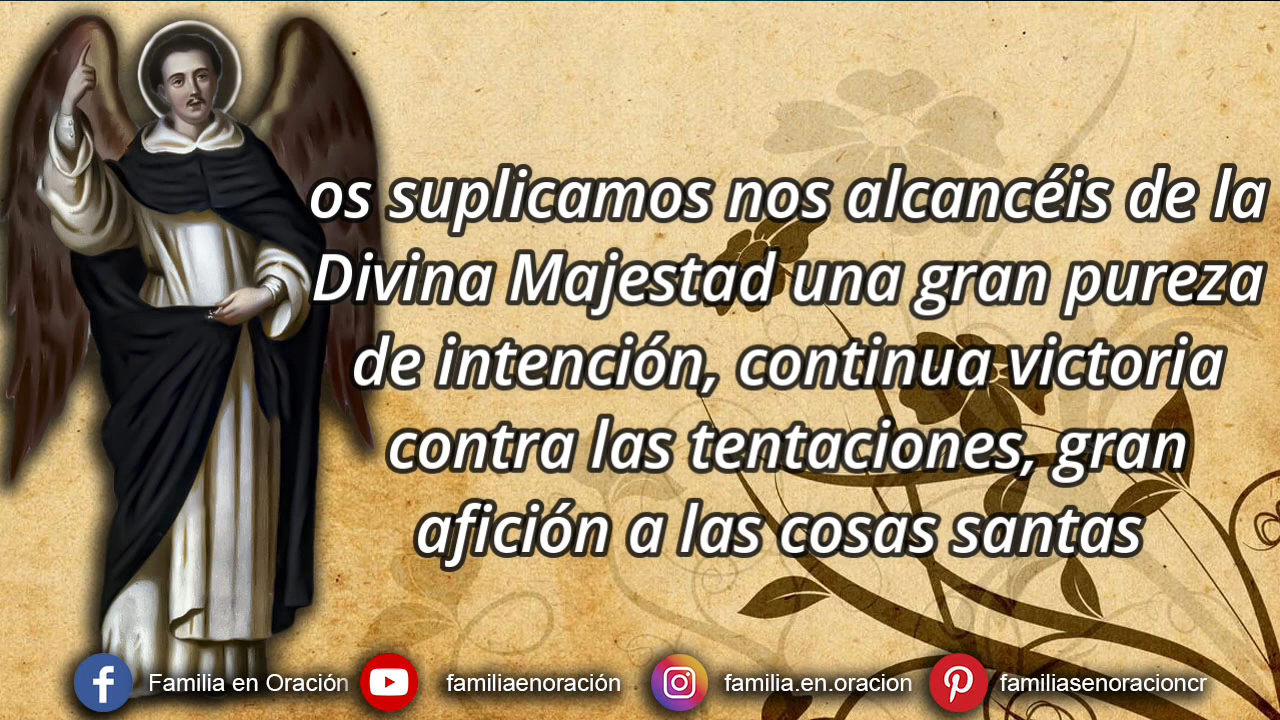 os suplicamos nos alcancéis de la
Divina Majestad una gran pureza
de intención, continua victoria
contra las tentaciones, gran
afición a las cosas santas
Familia en Oración familiaenoración familia.en.oracion familiasenoracioncr